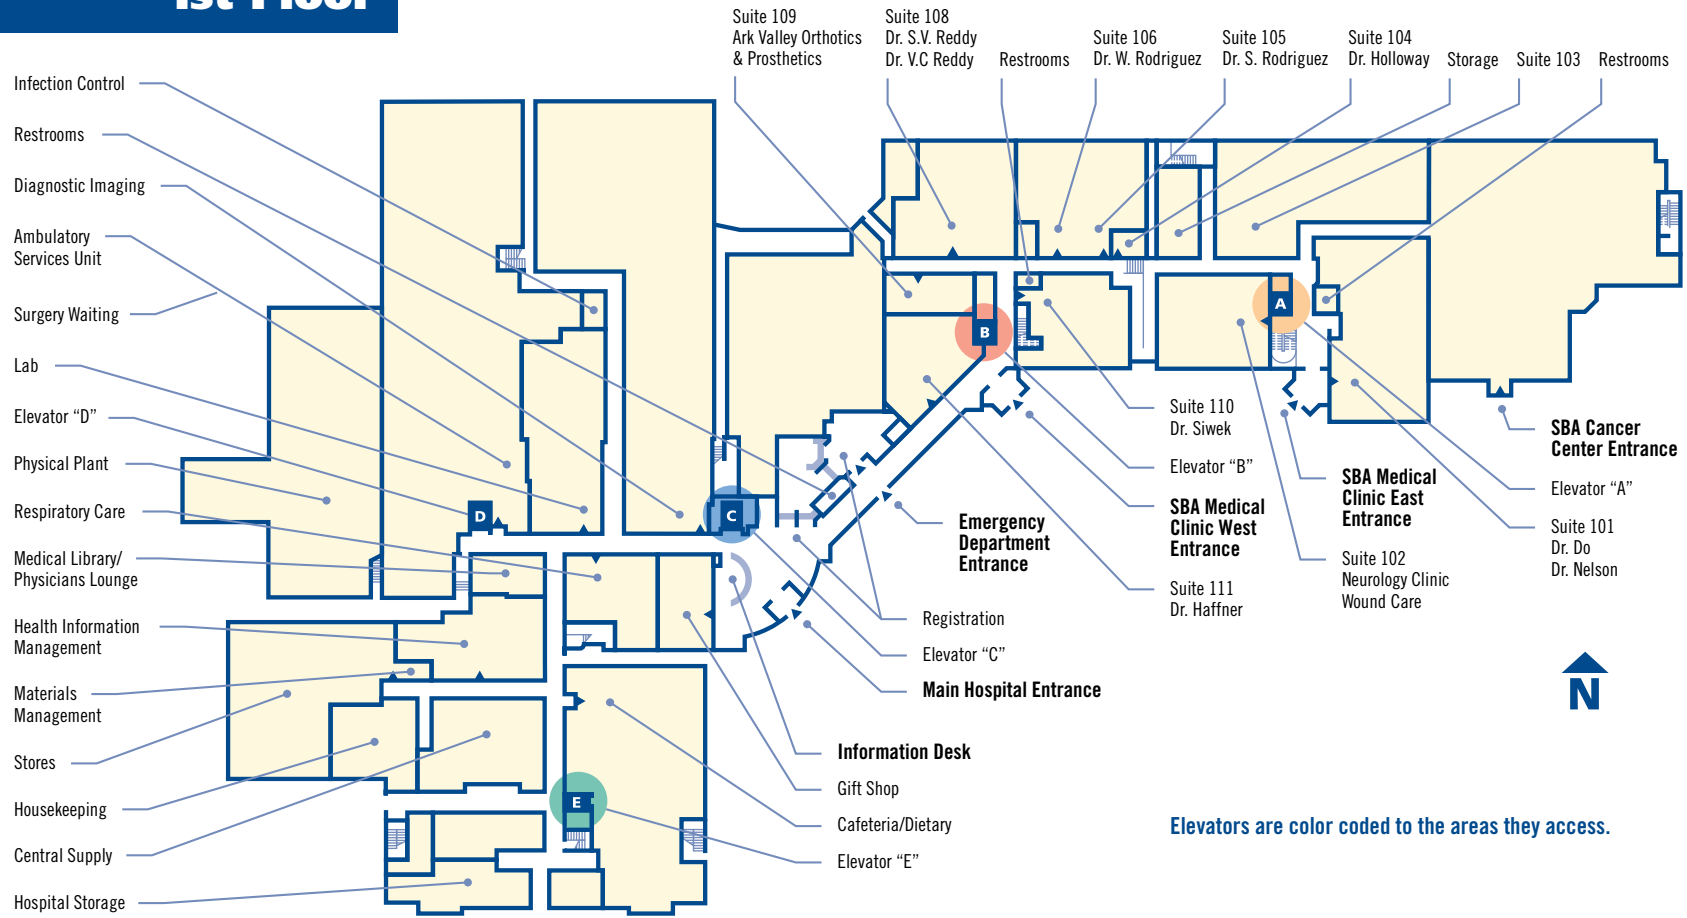 1st Floor
Suite 109
Ark Valley Orthotics
& Prosthetics
Suite 108
Dr. S.V. Reddy
Dr. V.C Reddy
Restrooms
Suite 106
Dr. W. Rodriguez
Suite 105
Dr. S. Rodriguez
Suite 104
Dr. Holloway
Storage
Suite 103
Restrooms
Infection Control
Restrooms
Diagnostic Imaging
Ambulatory
Services Unit
Surgery Waiting
Lab
Elevator “D”
Physical Plant
Respiratory Care
Medical Library/
Physicians Lounge
Health Information
Management
Materials
Management
Stores
Housekeeping
Central Supply
Hospital Storage
A
B
C
D
E
Suite 110
Dr. Siwek
Elevator “B”
SBA Medical
Clinic West
Entrance
Suite 111
Dr. Haffner
SBA Medical
Clinic East
Entrance
Suite 102
Neurology Clinic
Wound Care
SBA Cancer
Center Entrance
Elevator “A”
Suite 101
Dr. Do
Dr. Nelson
Emergency
Department
Entrance
Registration
Elevator “C”
Main Hospital Entrance
Information Desk
Gift Shop
Cafeteria/Dietary
Elevator “E”
N
Elevators are color coded to the areas they access.